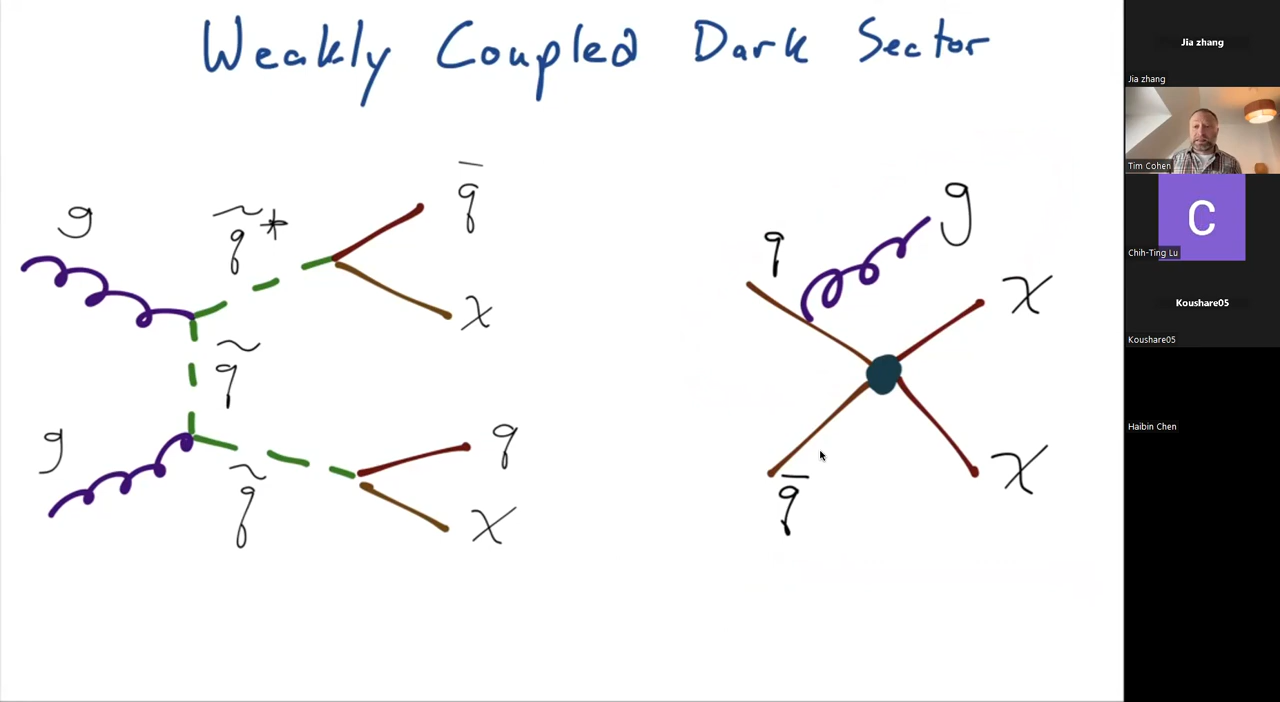 Weakly Coupled Dark Sector
g
q̃*
q̄
χ
q̃
g
q̃
q
χ
q
g
χ
q̄
χ
Jia zhang
Jia zhang
Tim Cohen
C
Chih-Ting Lu
Koushare05
Koushare05
Haibin Chen